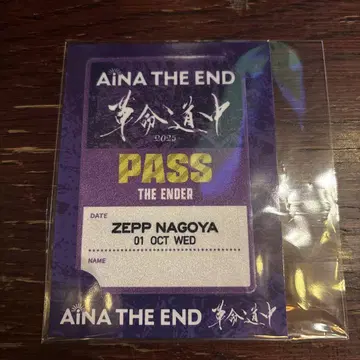 AiNA THE END
革命道中
2025
PASS
THE ENDER
DATE
ZEPP NAGOYA
01 OCT WED
NAME
AiNA THE END 革命道中